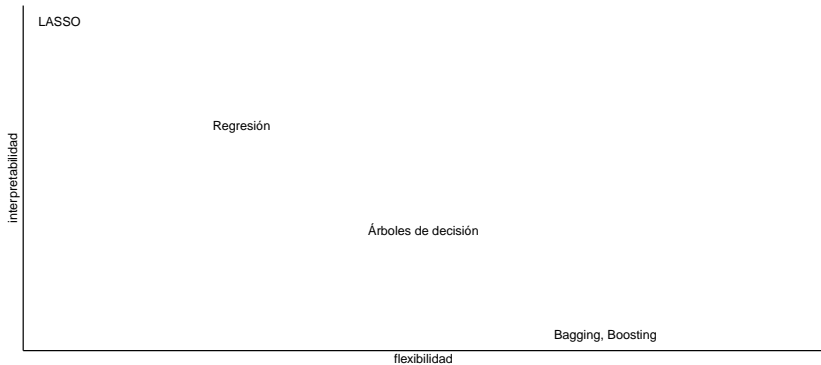 LASSO
Regresión
interpretabilidad
Árboles de decisión
Bagging, Boosting
flexibilidad